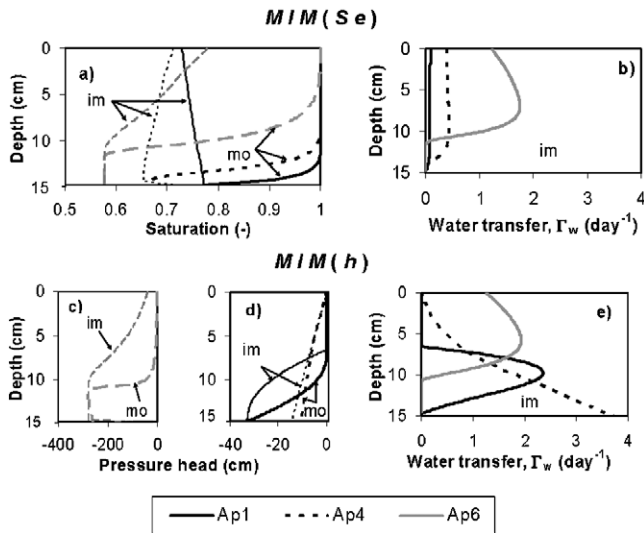 MIM(Se)
a)
im
mo
0
5
10
15
Depth (cm)
0.5 0.6 0.7 0.8 0.9 1
Saturation (-)
b)
im
0
5
10
15
Depth (cm)
0 1 2 3 4
Water transfer, Γw (day-1)
MIM(h)
c)
im
mo
0
5
10
15
Depth (cm)
-400 -200 0
d)
im
mo
0
5
10
15
-40 -20 0
Pressure head (cm)
e)
im
0
5
10
15
Depth (cm)
0 1 2 3 4
Water transfer, Γw (day-1)
Ap1 Ap4 Ap6